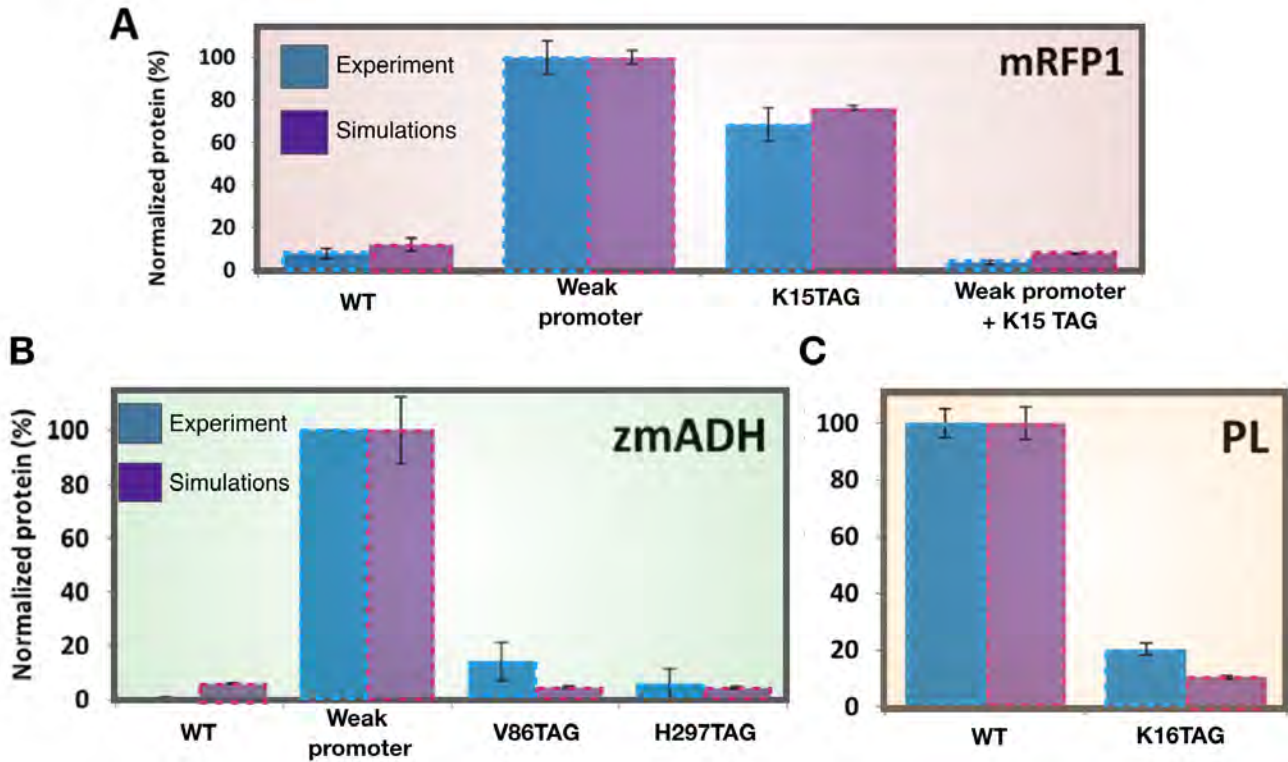 A
Normalized protein (%)
100
80
60
40
20
0
Experiment
Simulations
mRFP1
WT
Weak
promoter
K15TAG
Weak promoter
+ K15 TAG
B
Normalized protein (%)
100
80
60
40
20
0
Experiment
Simulations
zmADH
WT
Weak
promoter
V86TAG
H297TAG
C
100
80
60
40
20
0
PL
WT
K16TAG